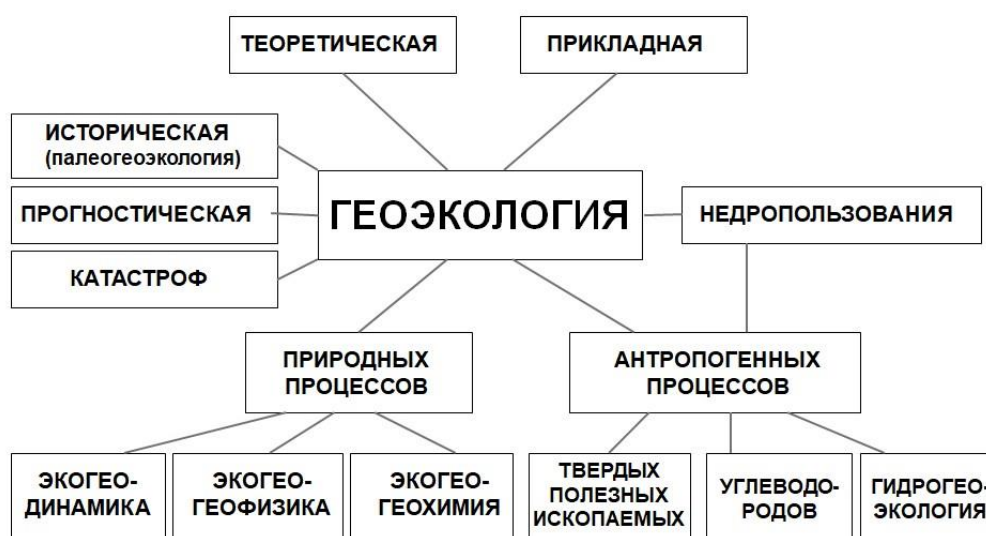 ТЕОРЕТИЧЕСКАЯ
ПРИКЛАДНАЯ
ИСТОРИЧЕСКАЯ
(палеогеоэкология)
ПРОГНОСТИЧЕСКАЯ
КАТАСТРОФ
ГЕОЭКОЛОГИЯ
НЕДРОПОЛЬЗОВАНИЯ
ПРИРОДНЫХ
ПРОЦЕССОВ
АНТРОПОГЕННЫХ
ПРОЦЕССОВ
ЭКОГЕО-
ДИНАМИКА
ЭКОГЕО-
ГЕОФИЗИКА
ЭКОГЕО-
ГЕОХИМИЯ
ТВЕРДЫХ
ПОЛЕЗНЫХ
ИСКОПАЕМЫХ
УГЛЕВОДО-
РОДОВ
ГИДРОГЕО-
ЭКОЛОГИЯ